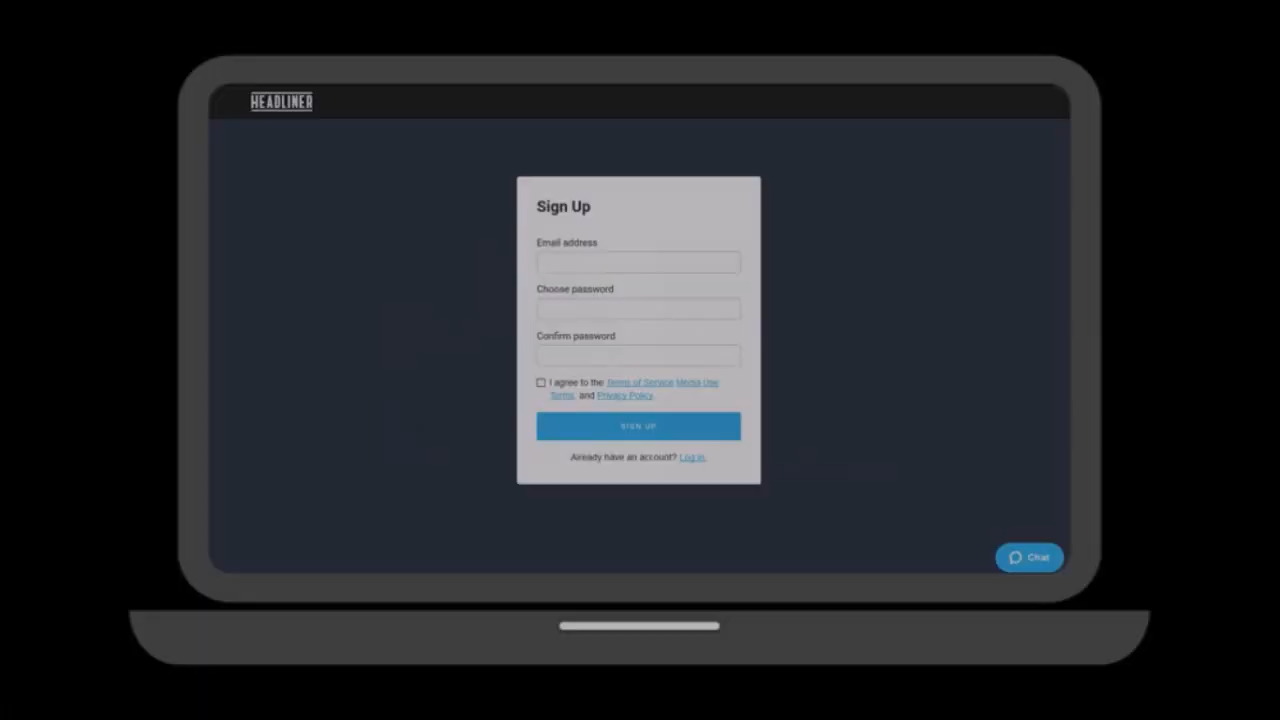 HEADLINER
Sign Up
Email address
Choose password
Confirm password
I agree to the Terms of Service Media Use
Terms, and Privacy Policy.
SIGN UP
Already have an account? Log in.
Chat